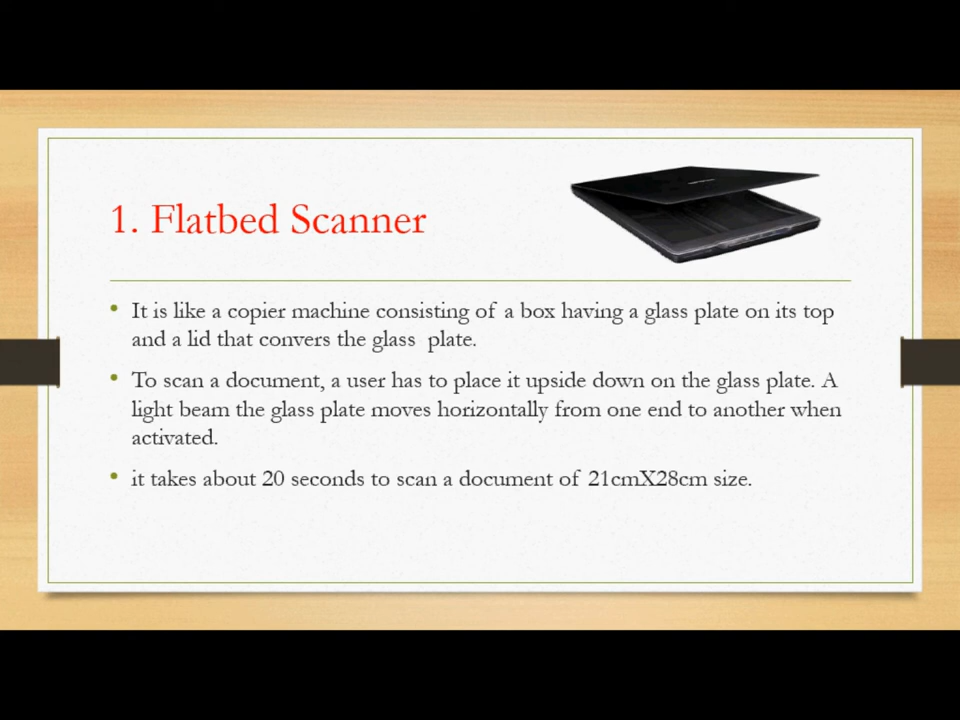 1. Flatbed Scanner
• It is like a copier machine consisting of a box having a glass plate on its top
and a lid that convers the glass plate.
• To scan a document, a user has to place it upside down on the glass plate. A
light beam the glass plate moves horizontally from one end to another when
activated.
• it takes about 20 seconds to scan a document of 21cmX28cm size.